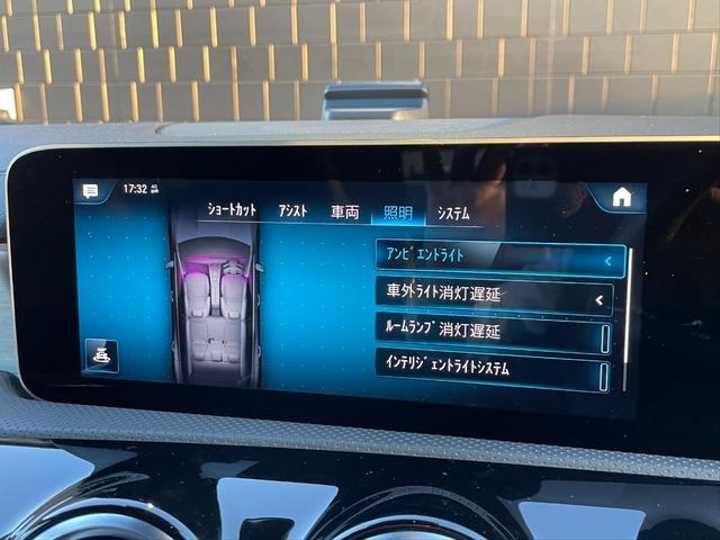 17:32 4G
ｼｮｰﾄｶｯﾄ ｱｼｽﾄ 車両 照明 ｼｽﾃﾑ
ｱﾝﾋﾞｴﾝﾄﾗｲﾄ
車外ﾗｲﾄ消灯遅延
ﾙｰﾑﾗﾝﾌﾟ消灯遅延
ｲﾝﾃﾘｼﾞｪﾝﾄﾗｲﾄｼｽﾃﾑ